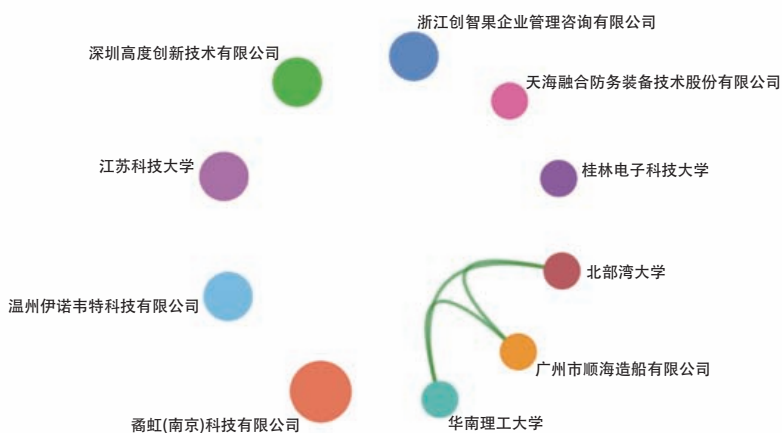 浙江创智果企业管理咨询有限公司
深圳高度创新技术有限公司
天海融合防务装备技术股份有限公司
江苏科技大学
桂林电子科技大学
北部湾大学
温州伊诺韦特科技有限公司
广州市顺海造船有限公司
矞虹(南京)科技有限公司
华南理工大学